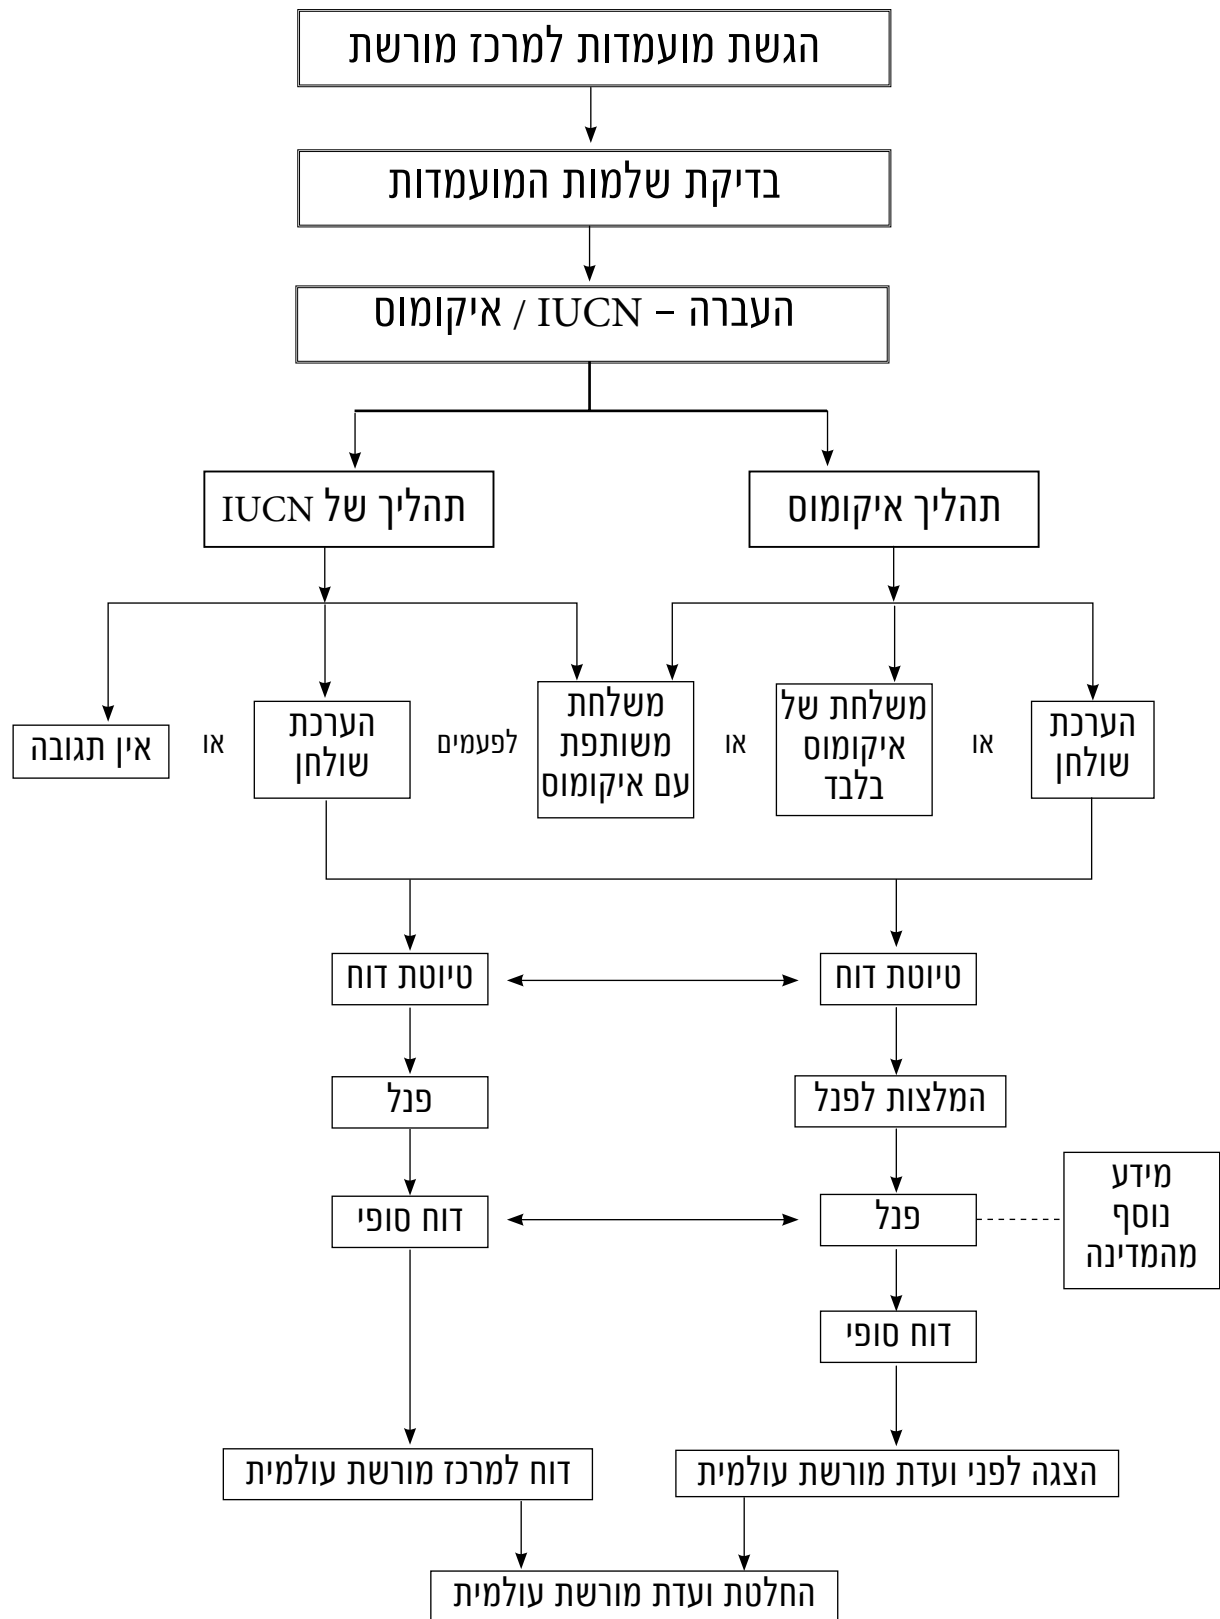 הגשת מועמדות למרכז מורשת
בדיקת שלמות המועמדות
העברה – IUCN / איקומוס
תהליך איקומוס
תהליך של IUCN
הערכת
שולחן
או
משלחת של
איקומוס
בלבד
או
משלחת
משותפת
עם איקומוס
לפעמים
הערכת
שולחן
או
אין תגובה
טיוטת דוח
טיוטת דוח
המלצות לפנל
פנל
מידע
נוסף
מהמדינה
פנל
דוח סופי
דוח סופי
הצגה לפני ועדת מורשת עולמית
דוח למרכז מורשת עולמית
החלטת ועדת מורשת עולמית